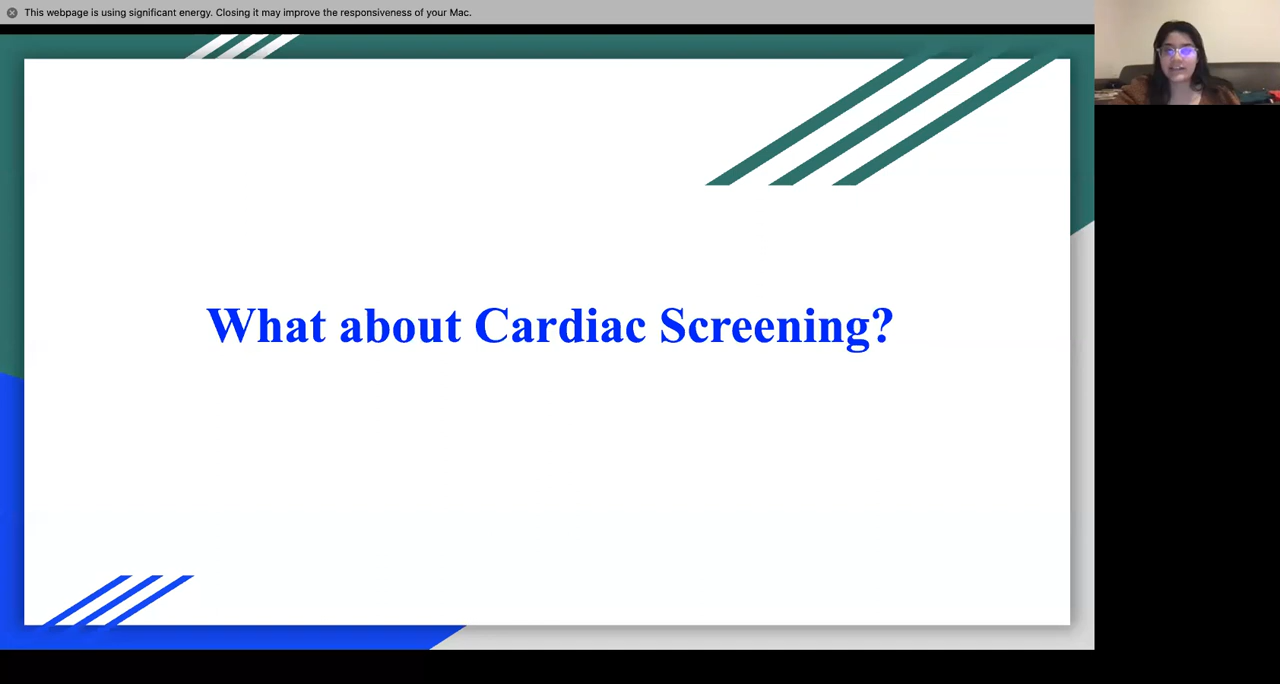 This webpage is using significant energy. Closing it may improve the responsiveness of your Mac.
What about Cardiac Screening?